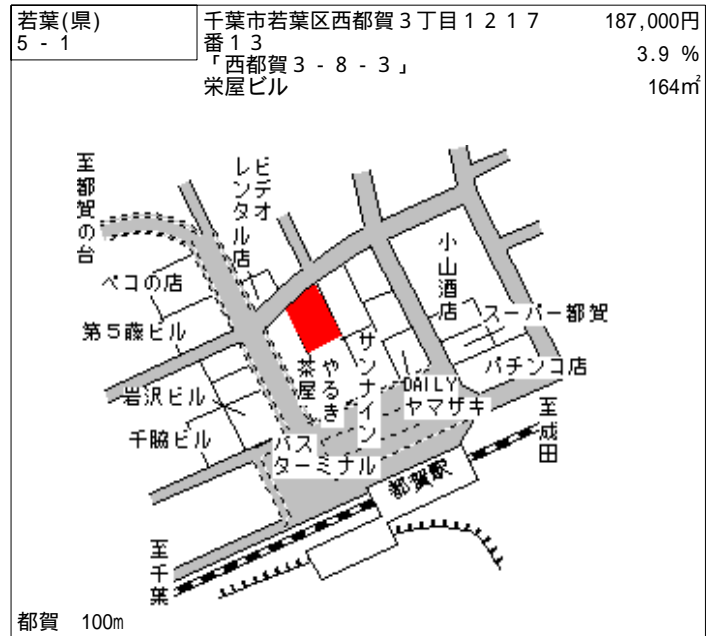 若葉(県)
5 - 1
千葉市若葉区西都賀３丁目１２１７
番１３
「西都賀３－８－３」
栄屋ビル
187,000円
3.9 %
164㎡
至都賀の台
ビデオ
レンタル店
小山酒店
ペコの店
第５藤ビル
スーパー都賀
サンナイン
パチンコ店
やるき
茶屋
DAILY
ヤマザキ
岩沢ビル
千脇ビル
バス
ターミナル
至成田
都賀駅
至千葉
都賀 100m